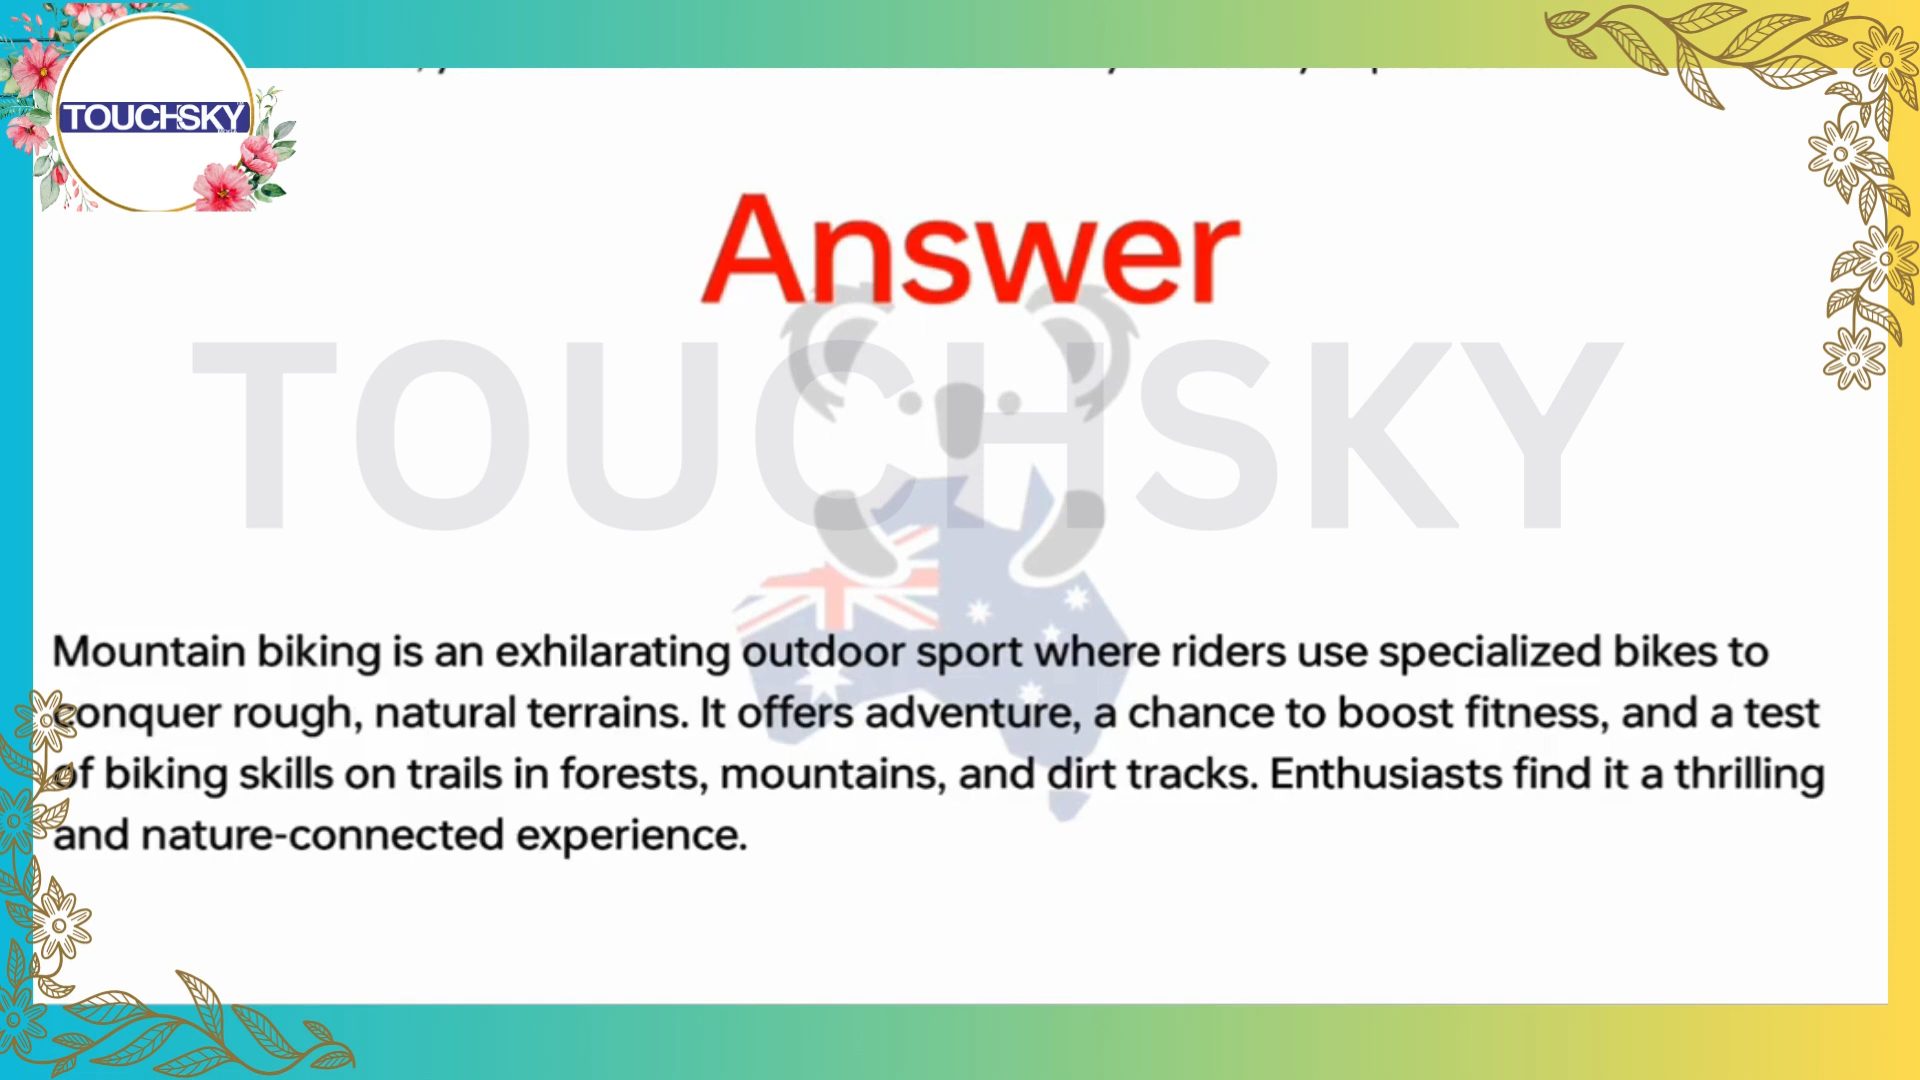 TOUCHSKY
Answer
TOUCHSKY
Mountain biking is an exhilarating outdoor sport where riders use specialized bikes to
conquer rough, natural terrains. It offers adventure, a chance to boost fitness, and a test
of biking skills on trails in forests, mountains, and dirt tracks. Enthusiasts find it a thrilling
and nature-connected experience.